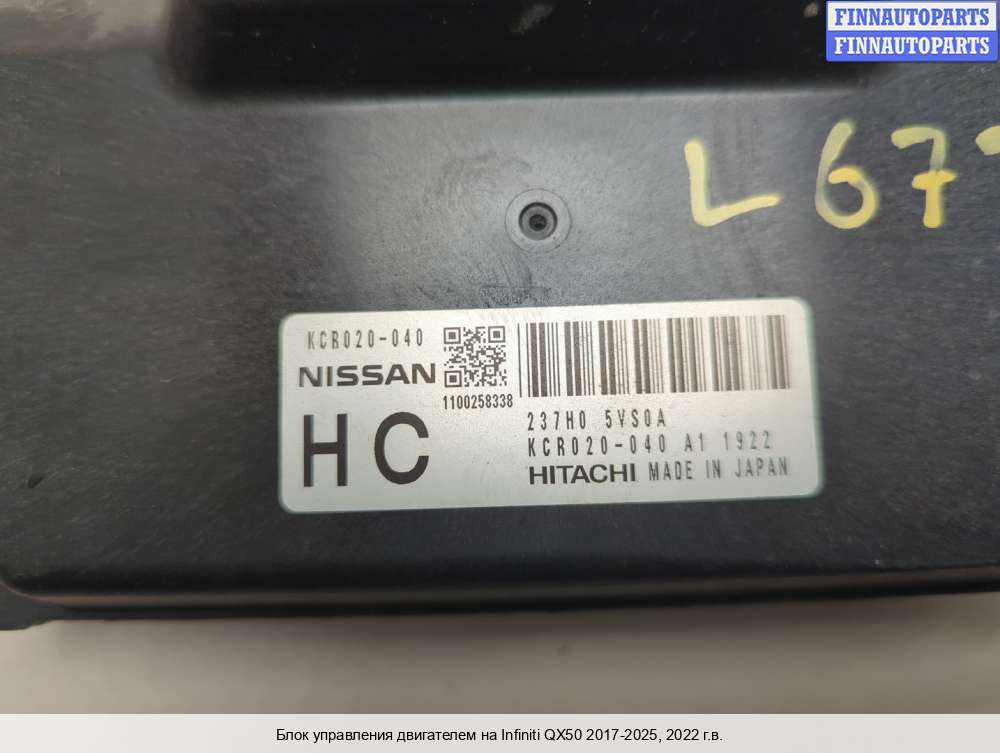 FINNAUTOPARTS
FINNAUTOPARTS
L 67
KCR020-040
NISSAN
1100258338
HC
237H0 5VS0A
KCR020-040 A1 1922
HITACHI MADE IN JAPAN
Блок управления двигателем на Infiniti QX50 2017-2025, 2022 г.в.